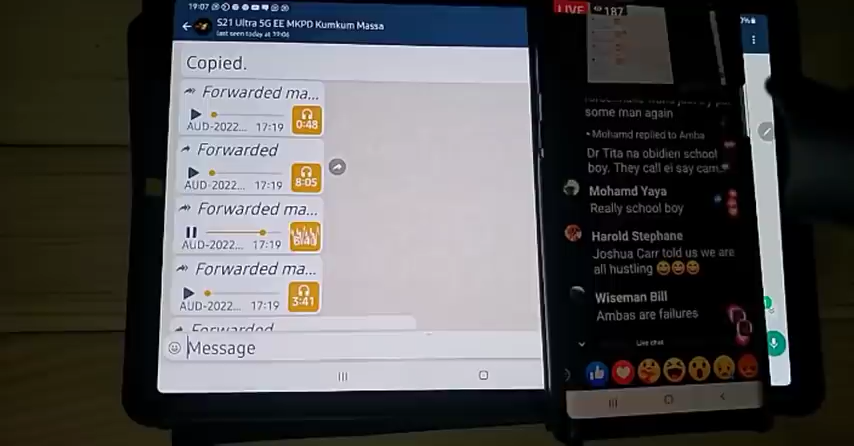 19:07
S21 Ultra 5G EE MKPD Kumkum Massa
last seen today at 19:06
Copied.
Forwarded ma...
AUD-2022... 17:19 0:48
Forwarded
AUD-2022... 17:19 8:05
Forwarded ma...
AUD-2022... 17:19
Forwarded ma...
AUD-2022... 17:19 3:41
Forwarded
Message
LIVE 187
some man again
• Mohamd replied to Amba
Dr Tita na obidien school
boy. They call ei say cam...
Mohamd Yaya
Really school boy
Harold Stephane
Joshua Carr told us we are
all hustling 😄😄😄
Wiseman Bill
Ambas are failures
Live chat